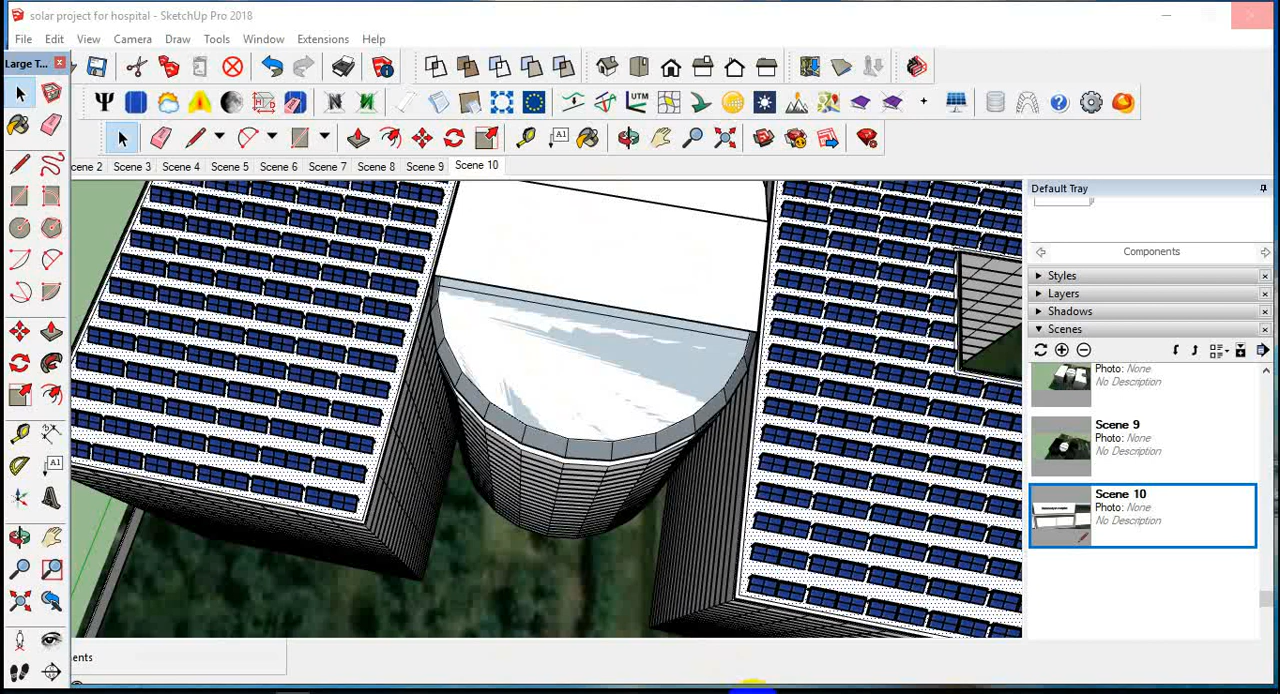 solar project for hospital - SketchUp Pro 2018
File Edit View Camera Draw Tools Window Extensions Help
Large T...
UTM
A1
cene 2 Scene 3 Scene 4 Scene 5 Scene 6 Scene 7 Scene 8 Scene 9 Scene 10
Default Tray
Components
Styles
Layers
Shadows
Scenes
Photo: None
No Description
Scene 9
Photo: None
No Description
Scene 10
Photo: None
No Description
A1
ents